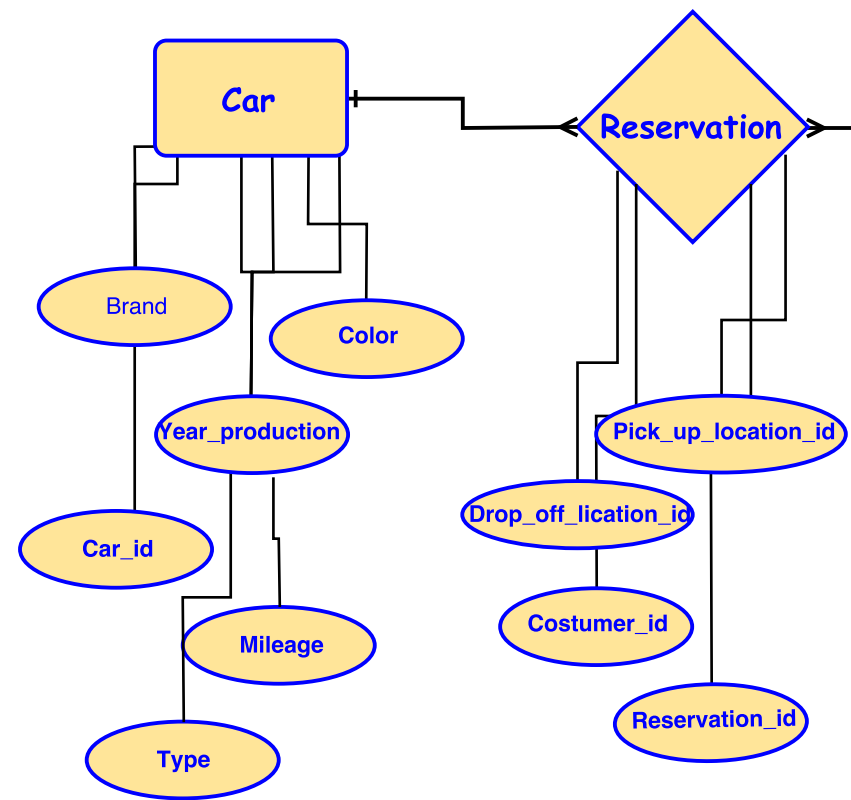 Car
Reservation
Brand
Color
Year_production
Pick_up_location_id
Drop_off_lication_id
Car_id
Costumer_id
Mileage
Reservation_id
Type